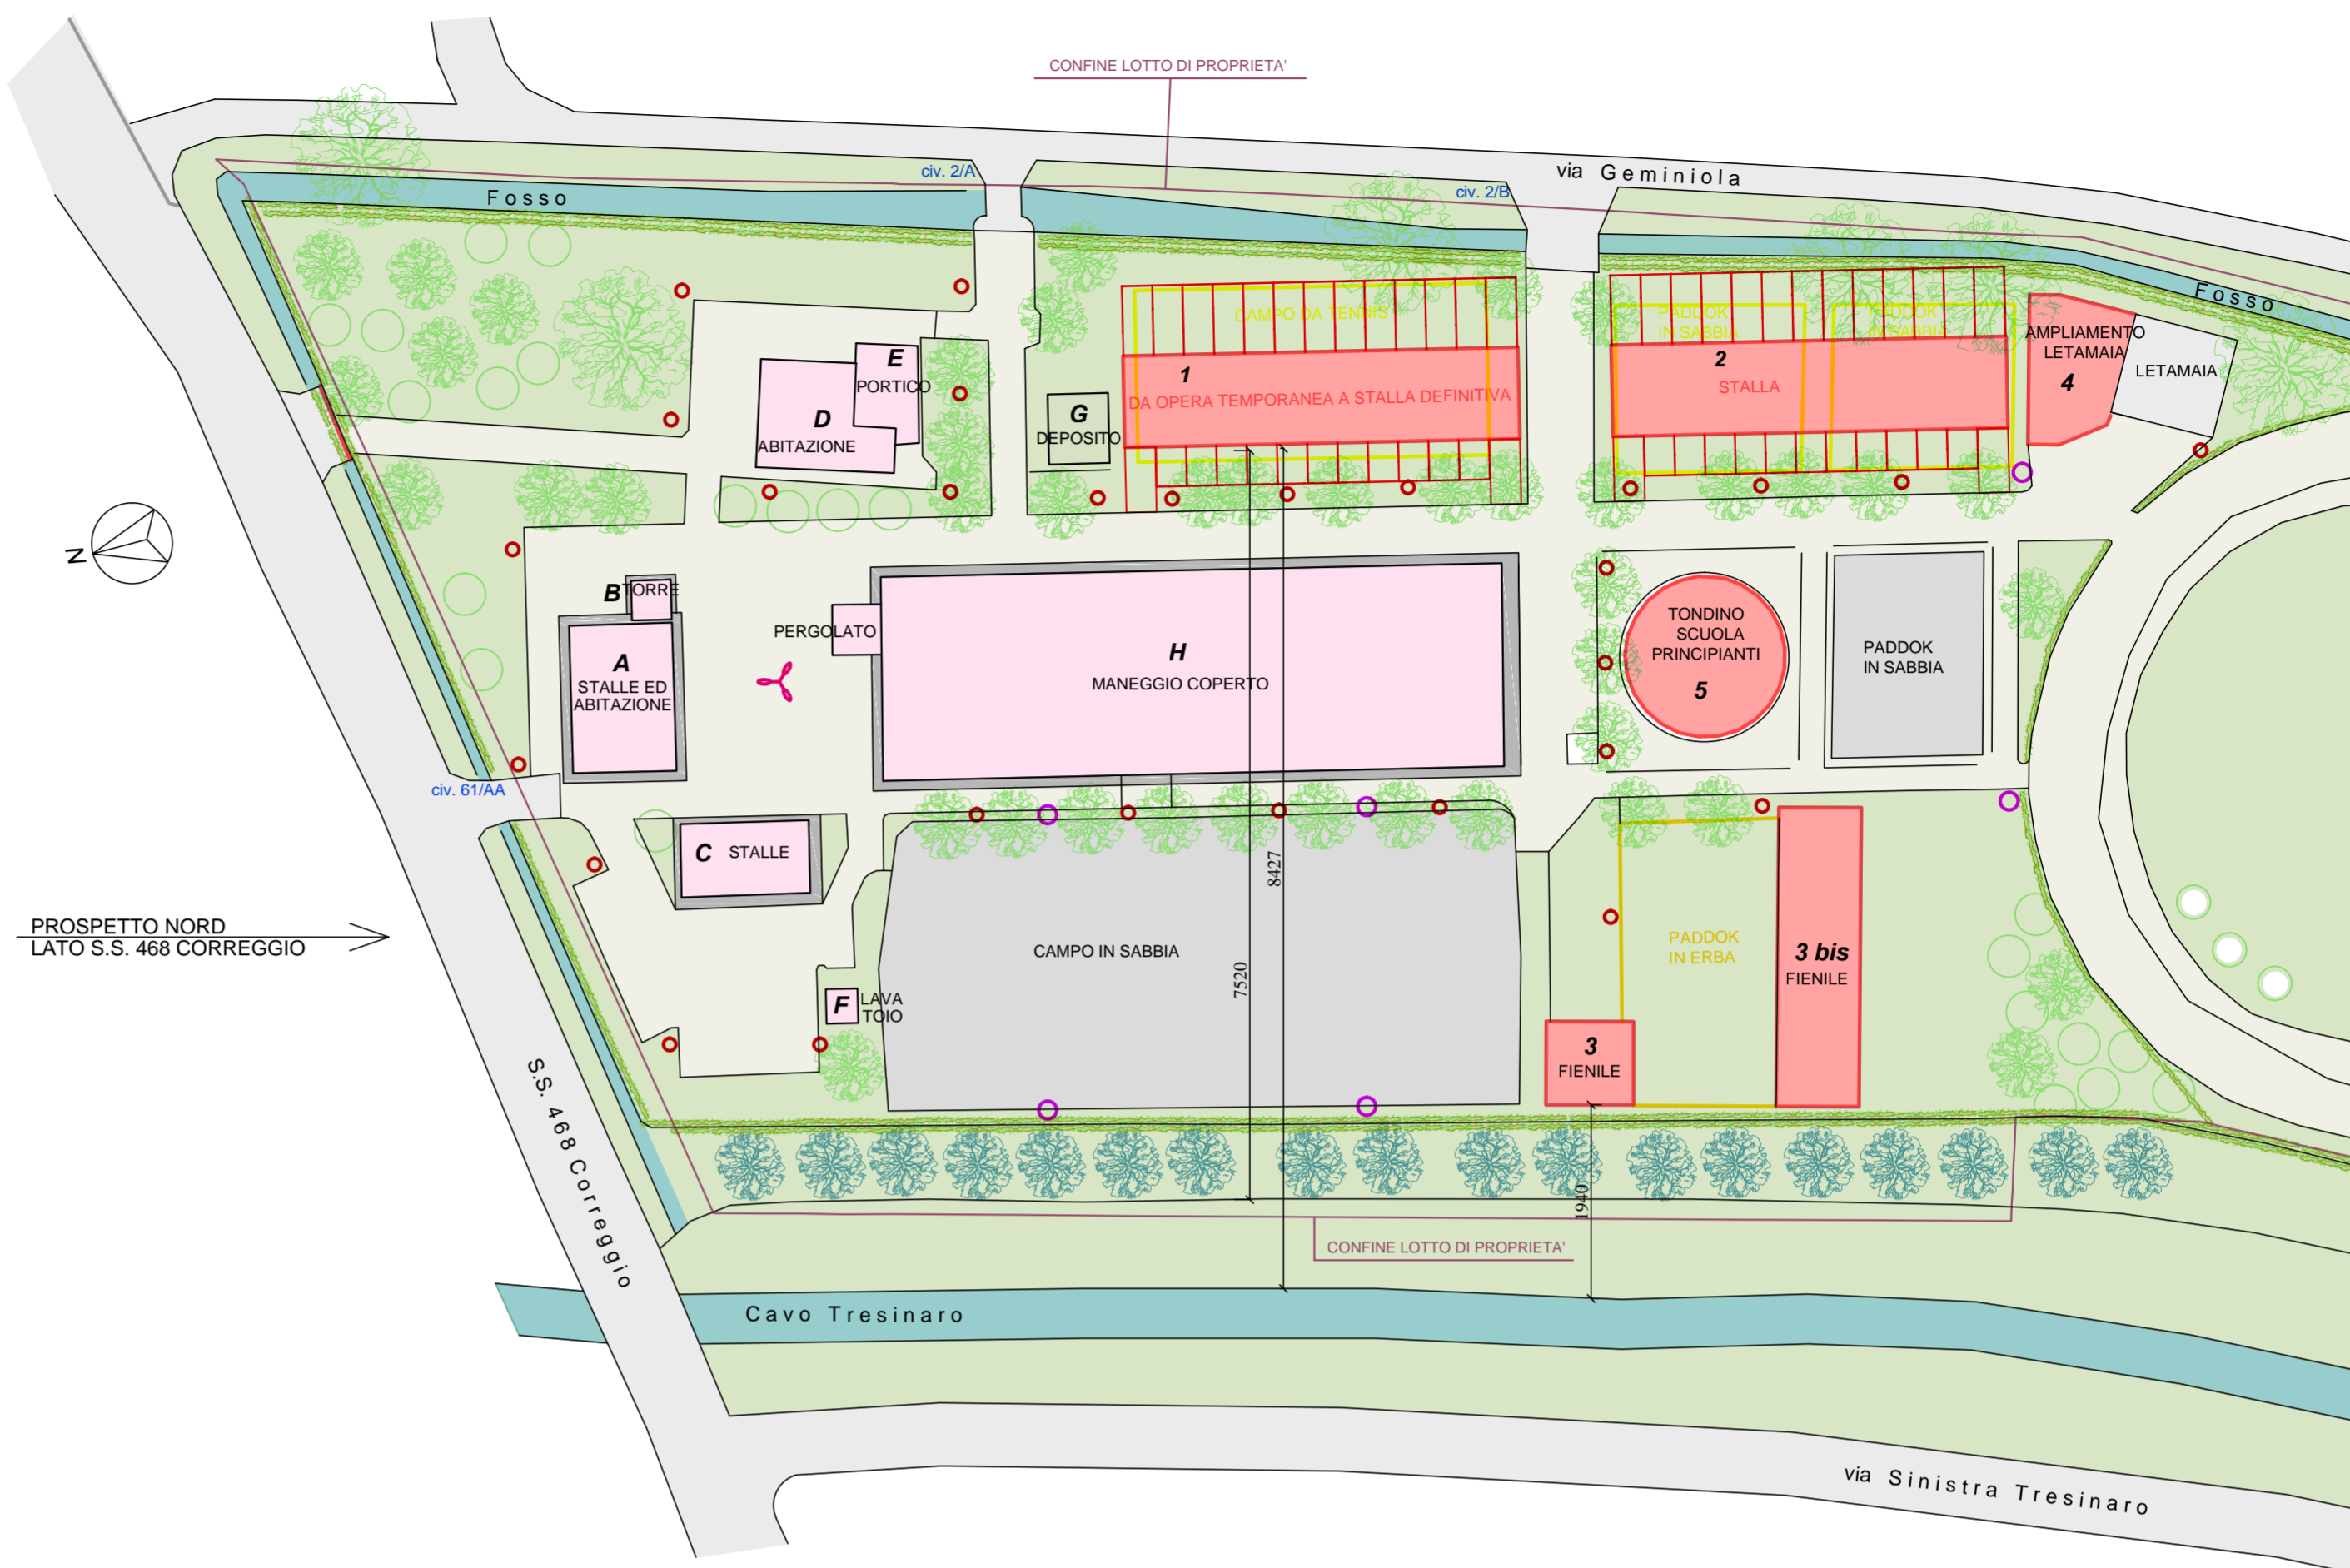 CONFINE LOTTO DI PROPRIETA'
via Geminiola
civ. 2/A
civ. 2/B
Fosso
Fosso
CAMPO DA TENNIS
PADDOK
IN SABBIA
PADDOK
IN SABBIA
AMPLIAMENTO
LETAMAIA
4
LETAMAIA
E
PORTICO
D
ABITAZIONE
G
DEPOSITO
1
DA OPERA TEMPORANEA A STALLA DEFINITIVA
2
STALLA
N
B TORRE
A
STALLE ED
ABITAZIONE
PERGOLATO
H
MANEGGIO COPERTO
TONDINO
SCUOLA
PRINCIPIANTI
5
PADDOK
IN SABBIA
civ. 61/AA
C STALLE
8427
PROSPETTO NORD
LATO S.S. 468 CORREGGIO
CAMPO IN SABBIA
7520
PADDOK
IN ERBA
3 bis
FIENILE
F LAVA
TOIO
3
FIENILE
S.S. 468 Correggio
1940
CONFINE LOTTO DI PROPRIETA'
Cavo Tresinaro
via Sinistra Tresinaro